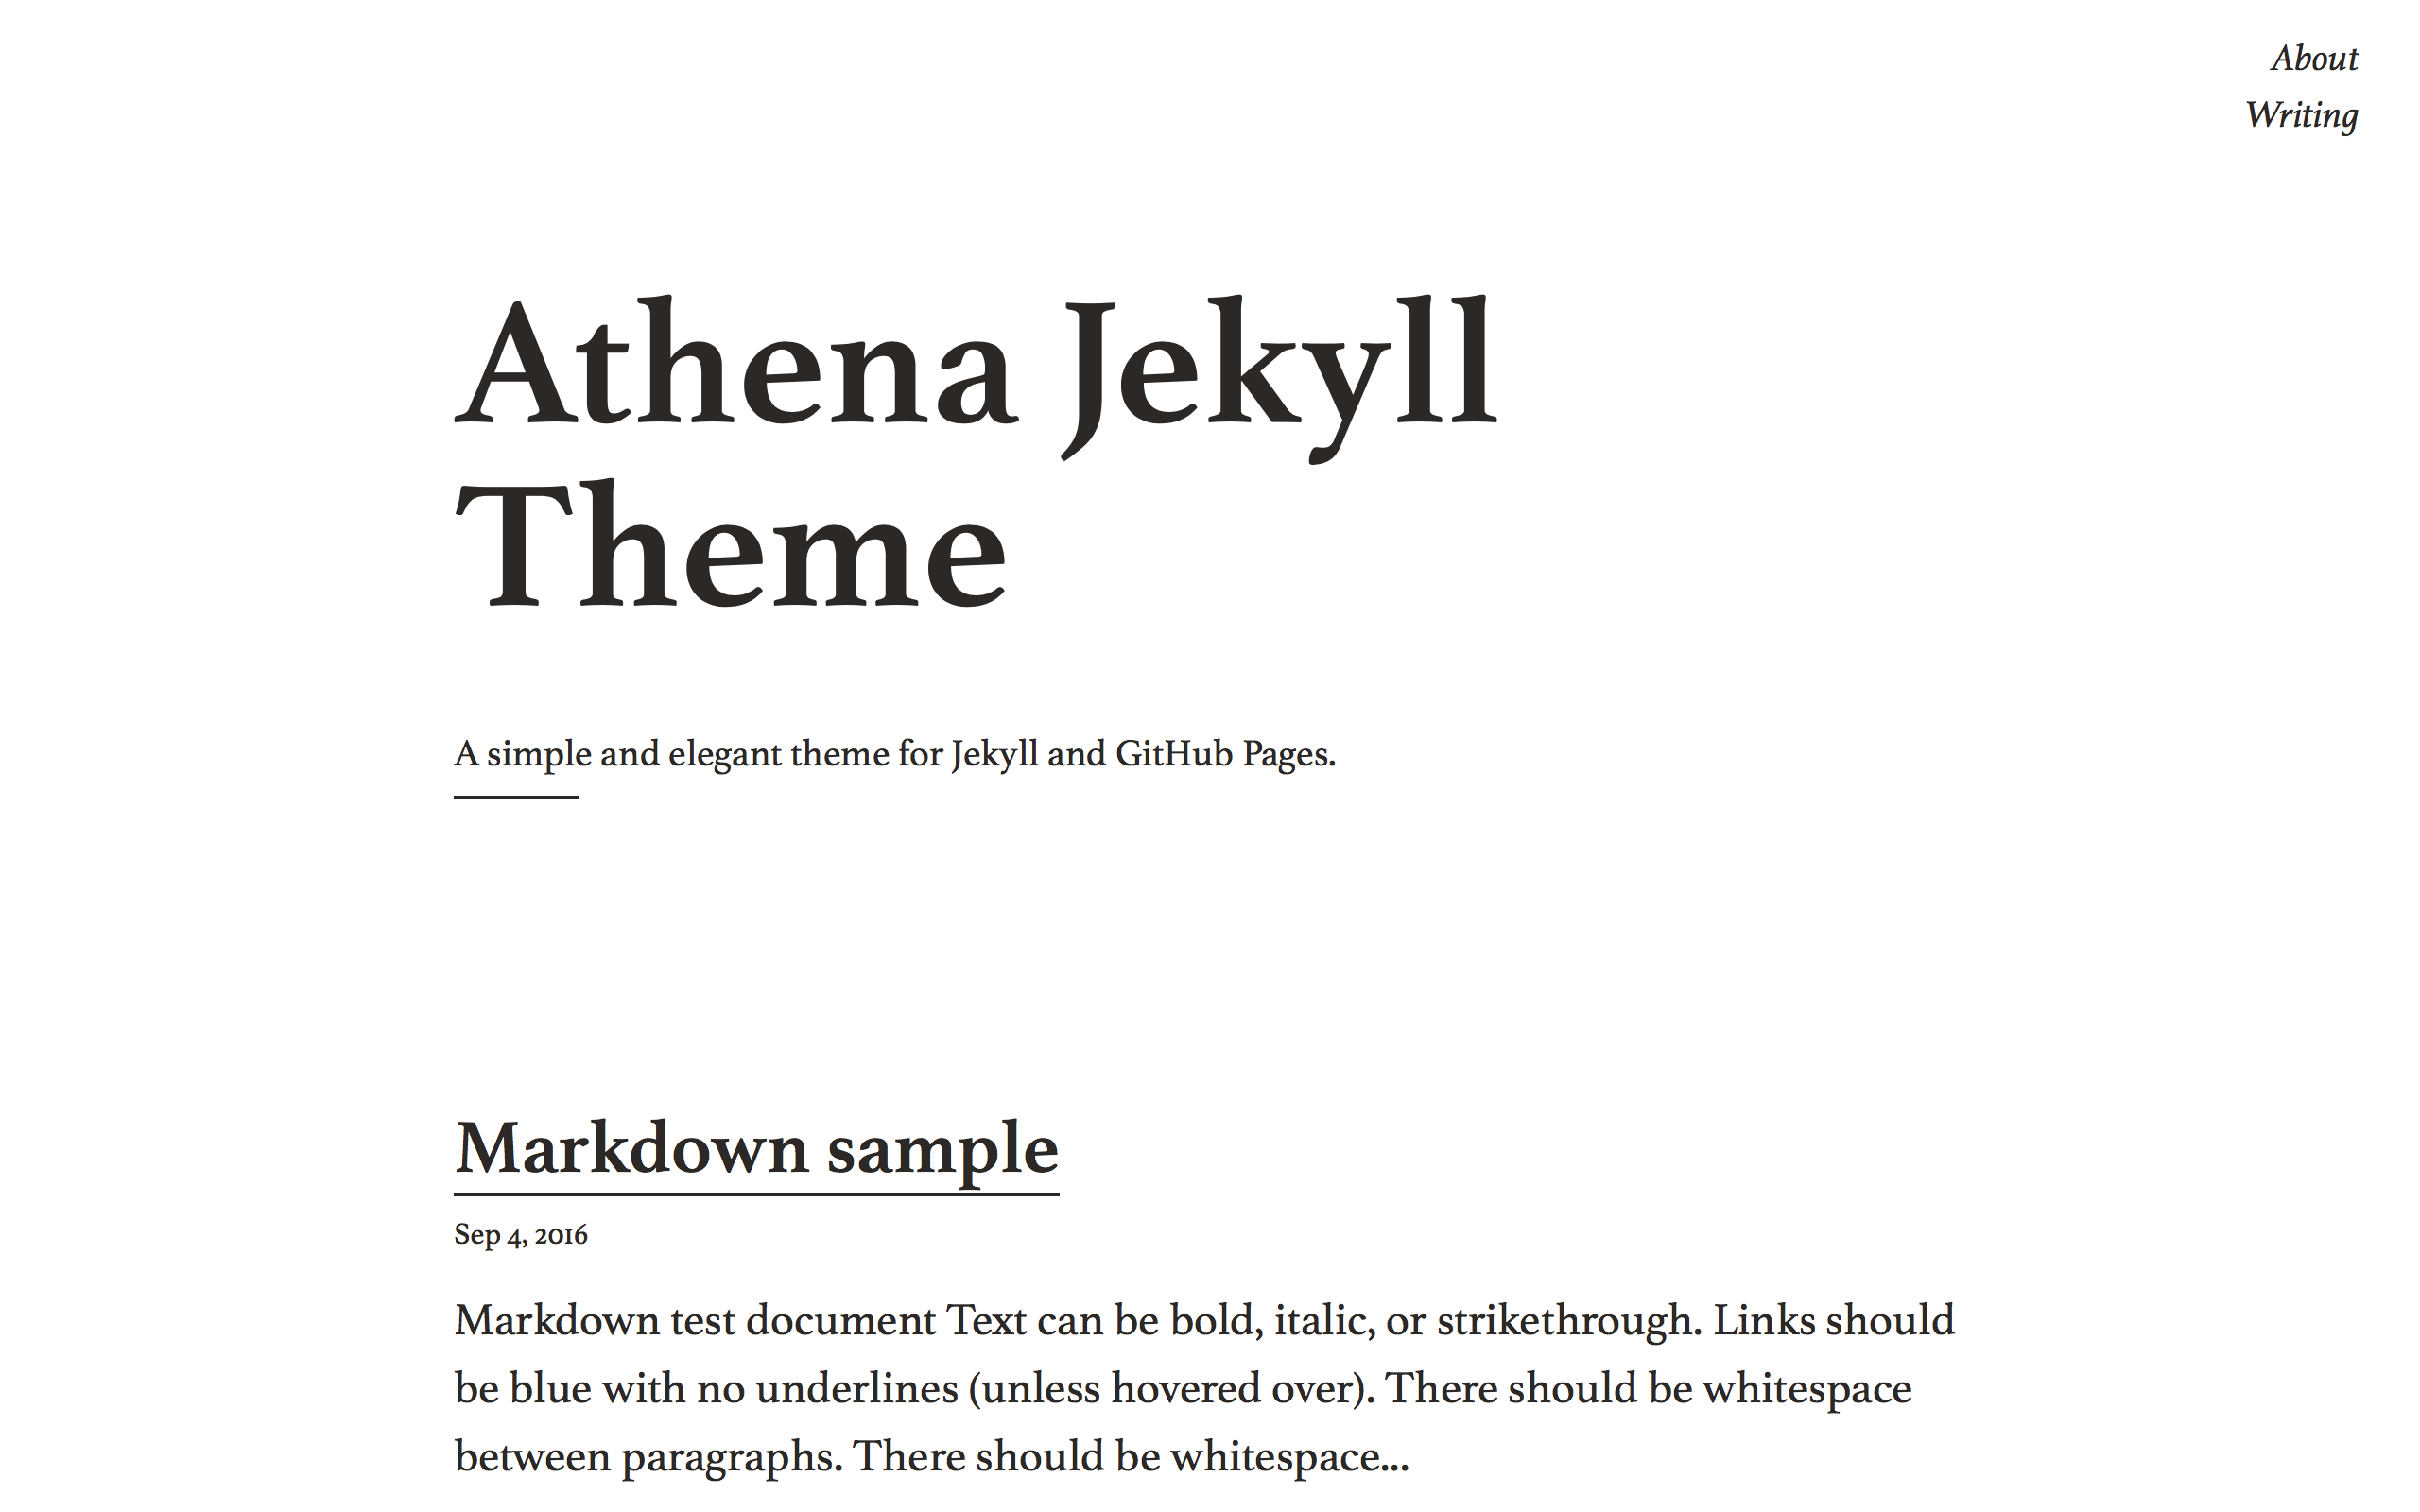 About
Writing
Athena Jekyll
Theme
A simple and elegant theme for Jekyll and GitHub Pages.
Markdown sample
Sep 4, 2016
Markdown test document Text can be bold, italic, or strikethrough. Links should
be blue with no underlines (unless hovered over). There should be whitespace
between paragraphs. There should be whitespace...